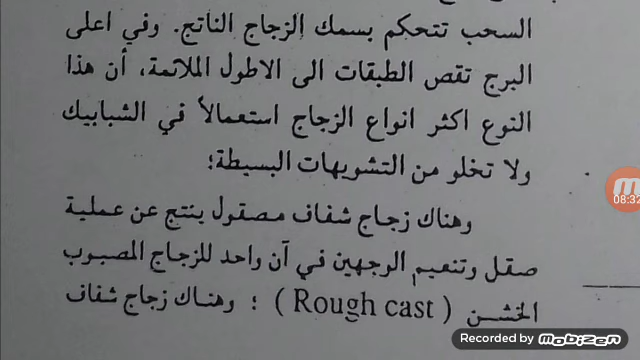 السحب تتحكم بسمك الزجاج الناتج. وفي اعلى
البرج تقص الطبقات الى الاطول الملائمة، أن هذا
النوع اكثر انواع الزجاج استعمالاً في الشبابيك
ولا تخلو من التشويهات البسيطة؛
وهناك زجاج شفاف مصقول ينتج عن عملية
صقل وتنعيم الوجهين في آن واحد للزجاج المصبوب
الخشن ( Rough cast ) ؛ وهناك زجاج شفاف
08:32
Recorded by mobizen